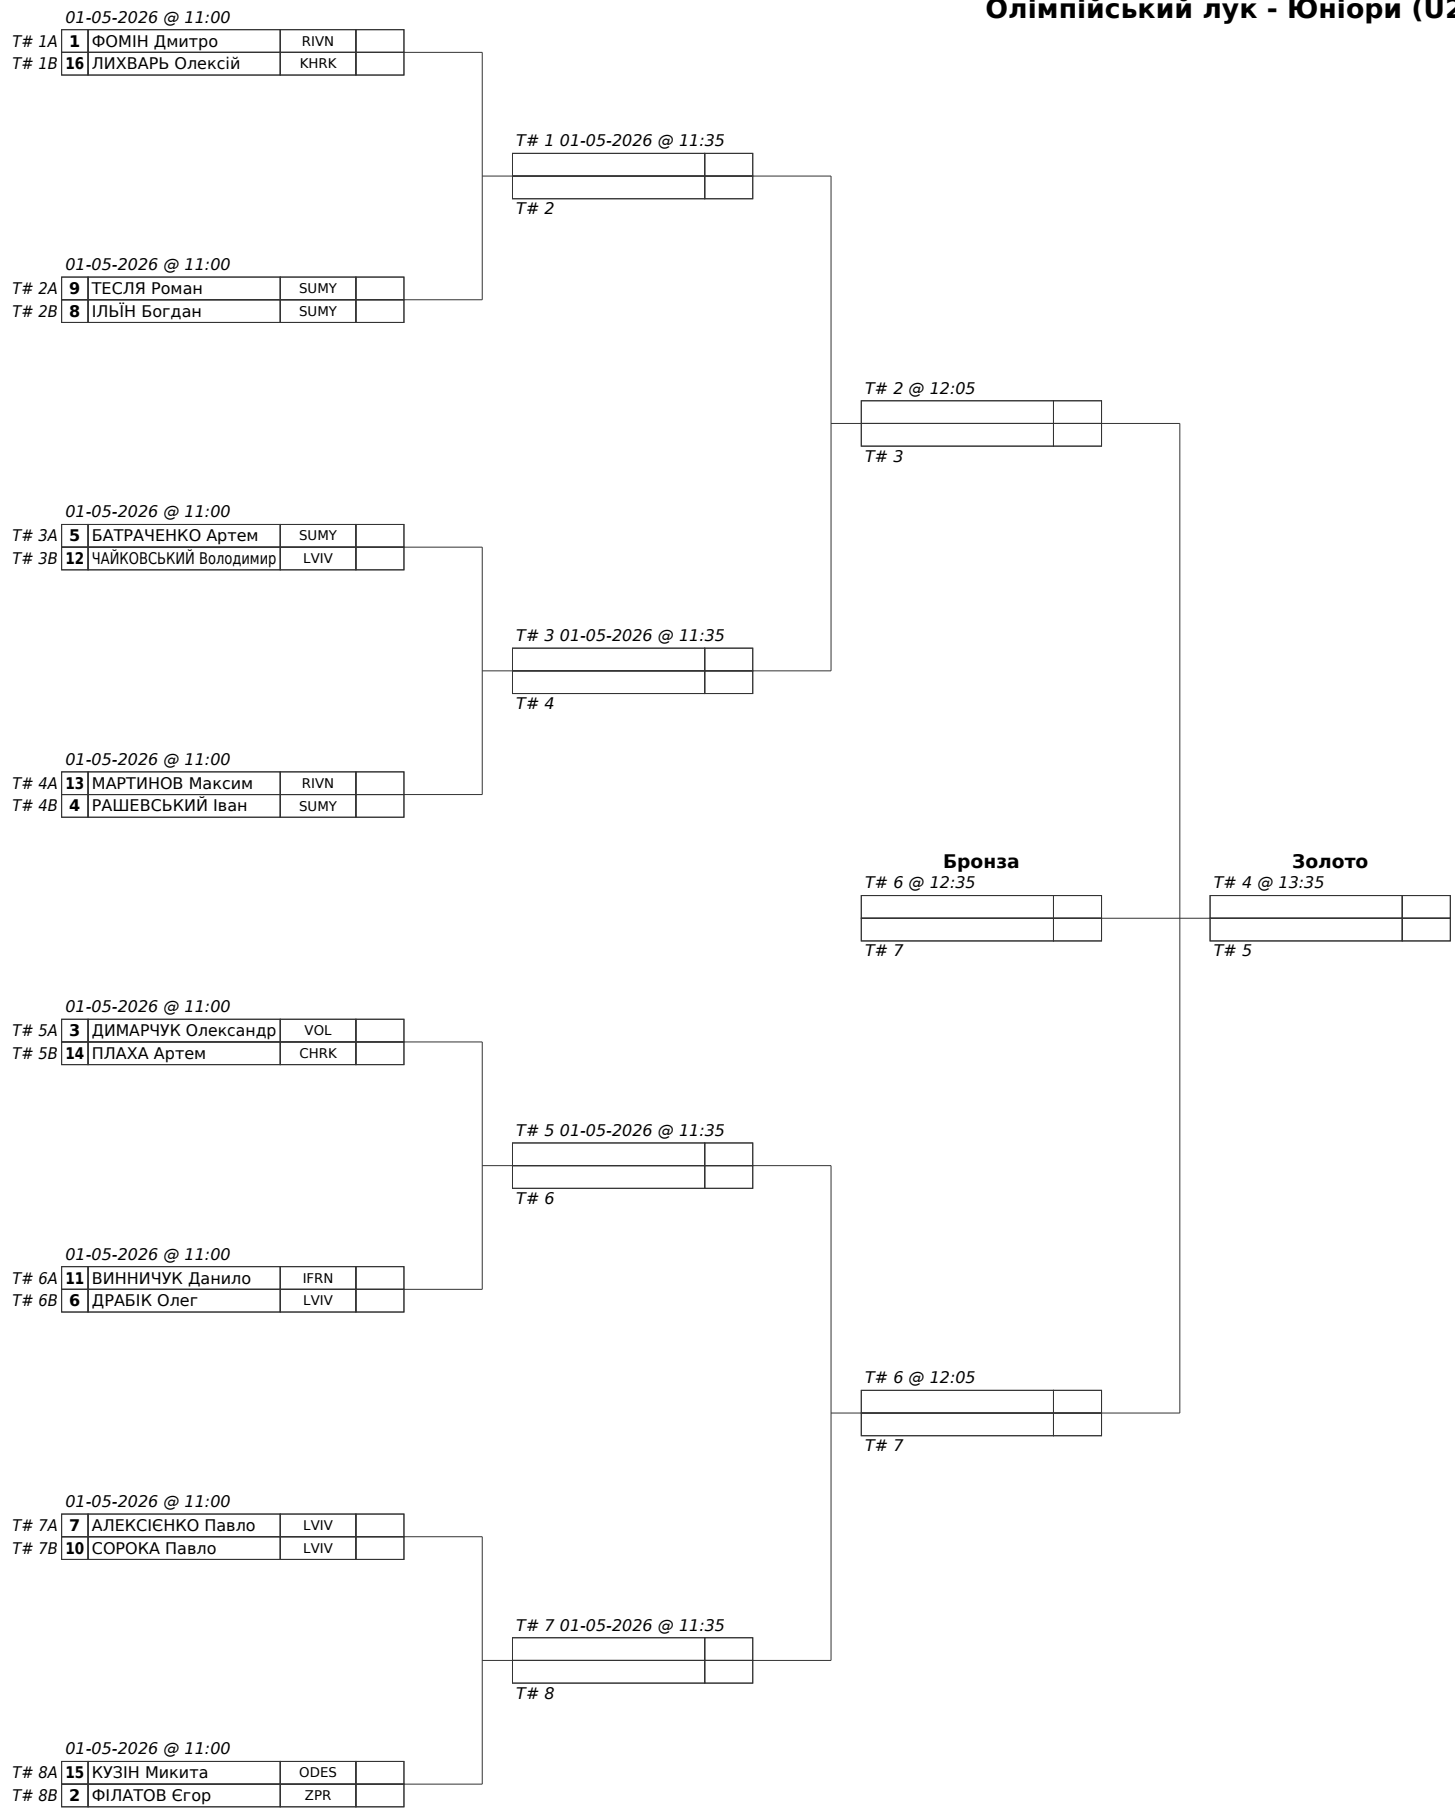 Олімпійський лук - Юніори (U2
01-05-2026 @ 11:00
T# 1A 1 ФОМІН Дмитро RIVN
T# 1B 16 ЛИХВАРЬ Олексій KHRK
T# 1 01-05-2026 @ 11:35
T# 2
01-05-2026 @ 11:00
T# 2A 9 ТЕСЛЯ Роман SUMY
T# 2B 8 ІЛЬЇН Богдан SUMY
T# 2 @ 12:05
T# 3
01-05-2026 @ 11:00
T# 3A 5 БАТРАЧЕНКО Артем SUMY
T# 3B 12 ЧАЙКОВСЬКИЙ Володимир LVIV
T# 3 01-05-2026 @ 11:35
T# 4
01-05-2026 @ 11:00
T# 4A 13 МАРТИНОВ Максим RIVN
T# 4B 4 РАШЕВСЬКИЙ Іван SUMY
Бронза Золото
T# 6 @ 12:35 T# 4 @ 13:35
T# 7 T# 5
01-05-2026 @ 11:00
T# 5A 3 ДИМАРЧУК Олександр VOL
T# 5B 14 ПЛАХА Артем CHRK
T# 5 01-05-2026 @ 11:35
T# 6
01-05-2026 @ 11:00
T# 6A 11 ВИННИЧУК Данило IFRN
T# 6B 6 ДРАБІК Олег LVIV
T# 6 @ 12:05
T# 7
01-05-2026 @ 11:00
T# 7A 7 АЛЕКСІЄНКО Павло LVIV
T# 7B 10 СОРОКА Павло LVIV
T# 7 01-05-2026 @ 11:35
T# 8
01-05-2026 @ 11:00
T# 8A 15 КУЗІН Микита ODES
T# 8B 2 ФІЛАТОВ Єгор ZPR